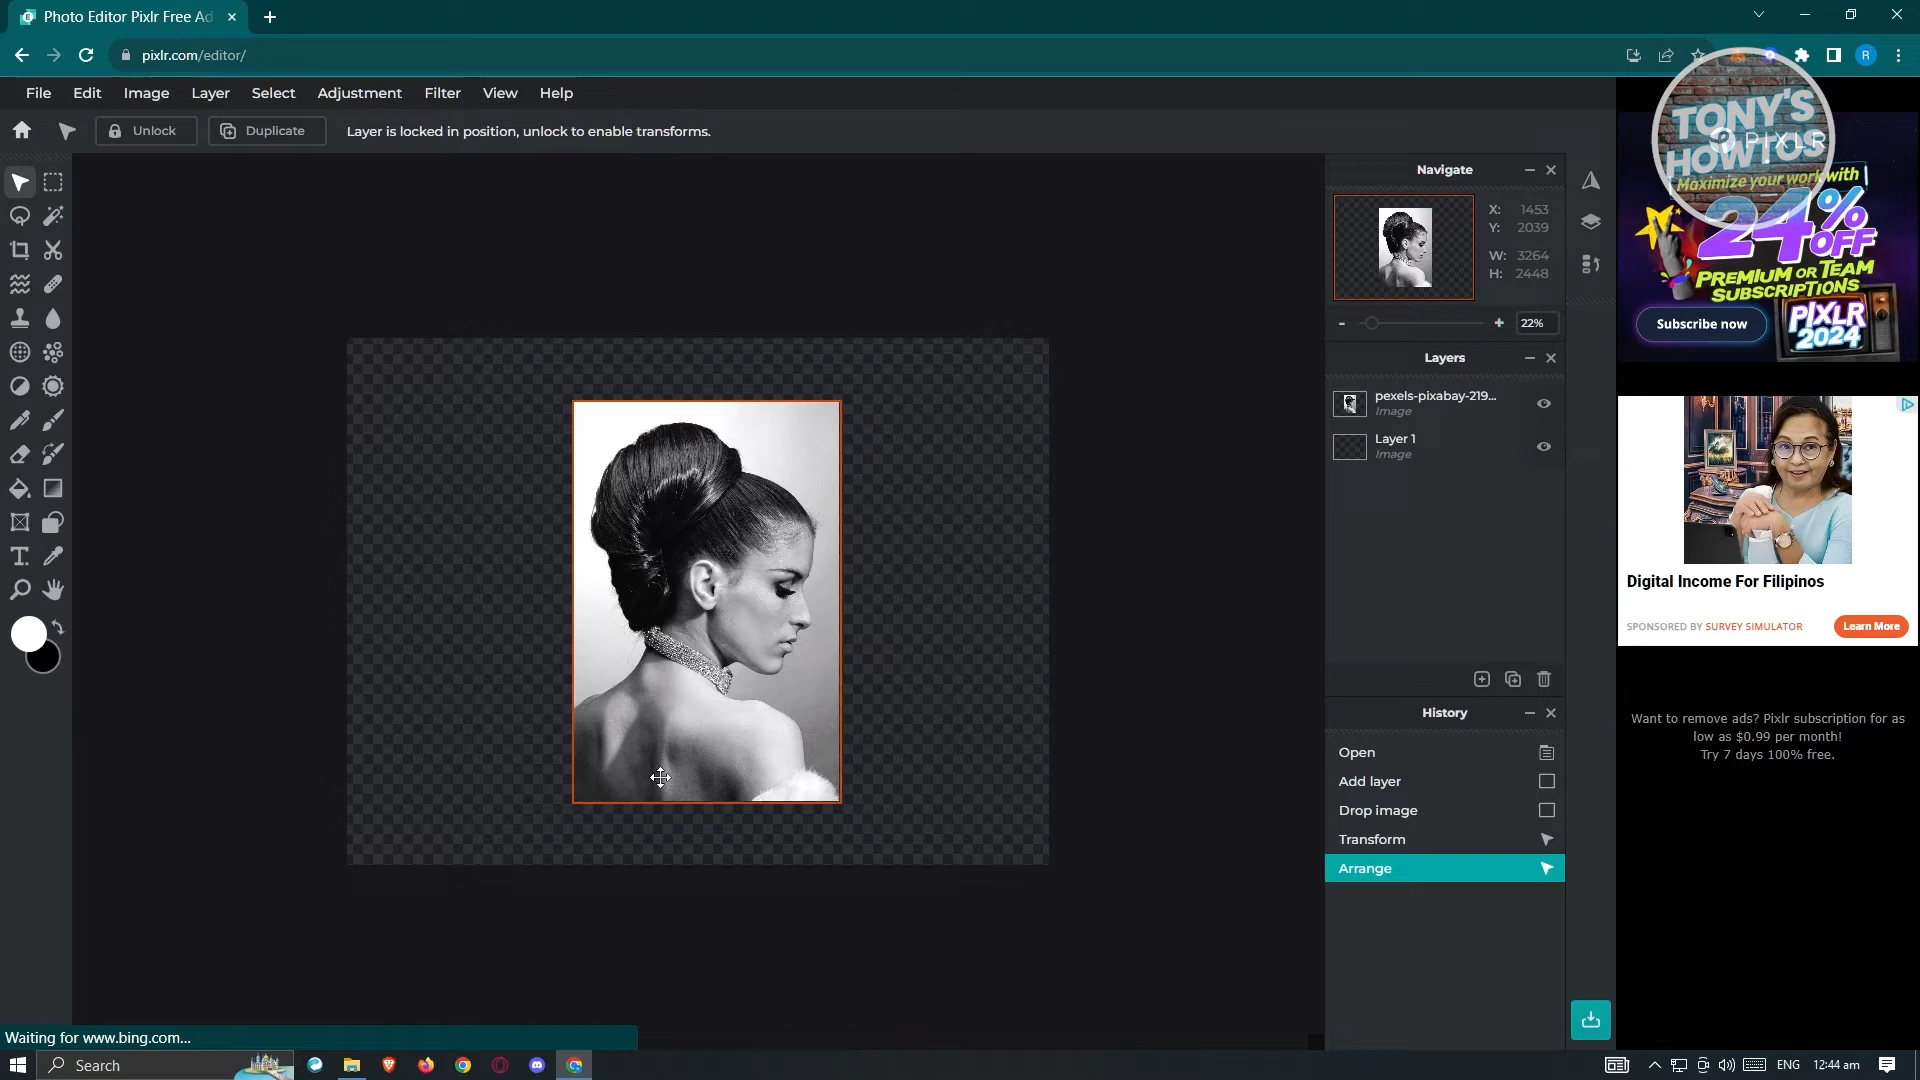 Photo Editor Pixlr Free Ad
pixlr.com/editor/
R
File Edit Image Layer Select Adjustment Filter View Help
Unlock Duplicate Layer is locked in position, unlock to enable transforms.
Navigate
X: 1453
Y: 2039
W: 3264
H: 2448
- + 22%
Layers
pexels-pixabay-219...
Image
Layer 1
Image
History
Open
Add layer
Drop image
Transform
Arrange
TONY'S
HOWTOS
PIXLR
Maximize your work with
24%
OFF
PREMIUM OR TEAM
SUBSCRIPTIONS
Subscribe now
PIXLR
2024
Digital Income For Filipinos
SPONSORED BY SURVEY SIMULATOR
Learn More
Want to remove ads? Pixlr subscription for as
low as $0.99 per month!
Try 7 days 100% free.
T.
Waiting for www.bing.com...
Search
ENG 12:44 am